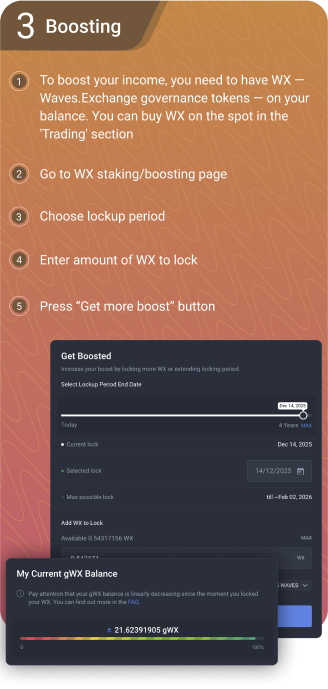 3 Boosting
1 To boost your income, you need to have WX —
Waves.Exchange governance tokens — on your
balance. You can buy WX on the spot in the
'Trading' section
2 Go to WX staking/boosting page
3 Choose lockup period
4 Enter amount of WX to lock
5 Press “Get more boost” button
Get Boosted
Increase your boost by locking more WX or extending locking period.
Select Lockup Period End Date
Dec 14, 2025
Today 4 Years MAX
Current lock Dec 14, 2025
Selected lock 14/12/2025
Max possible lock till ~Feb 02, 2026
Add WX to Lock
Available 0.54317156 WX MAX
WX
WAVES
My Current gWX Balance
Pay attention that your gWX balance is linearly decreasing since the moment you locked
your WX. You can find out more in the FAQ.
21.62391905 gWX
0 100%